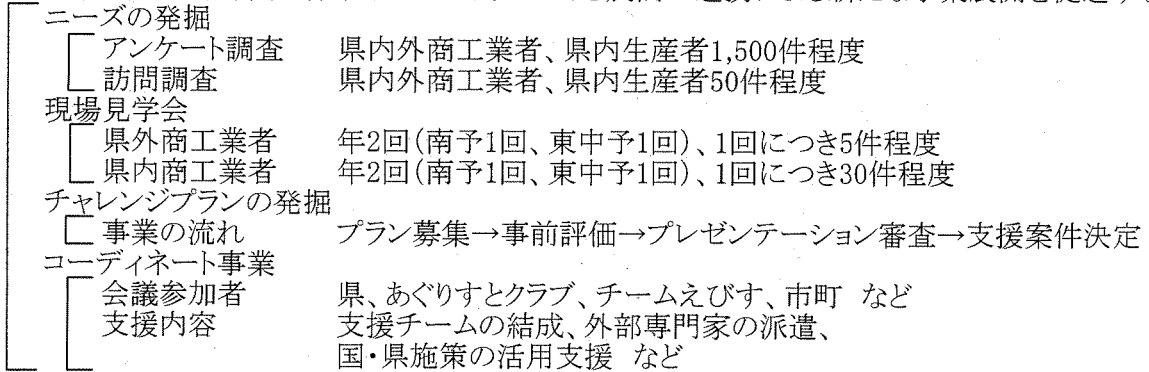 ニーズの発掘
アンケート調査　県内外商工業者、県内生産者1,500件程度
訪問調査　県内外商工業者、県内生産者50件程度
現場見学会
県外商工業者　年2回(南予1回、東中予1回)、1回につき5件程度
県内商工業者　年2回(南予1回、東中予1回)、1回につき30件程度
チャレンジプランの発掘
事業の流れ　プラン募集→事前評価→プレゼンテーション審査→支援案件決定
コーディネート事業
会議参加者　県、あぐりすとクラブ、チームえびす、市町 など
支援内容　支援チームの結成、外部専門家の派遣、
国・県施策の活用支援 など